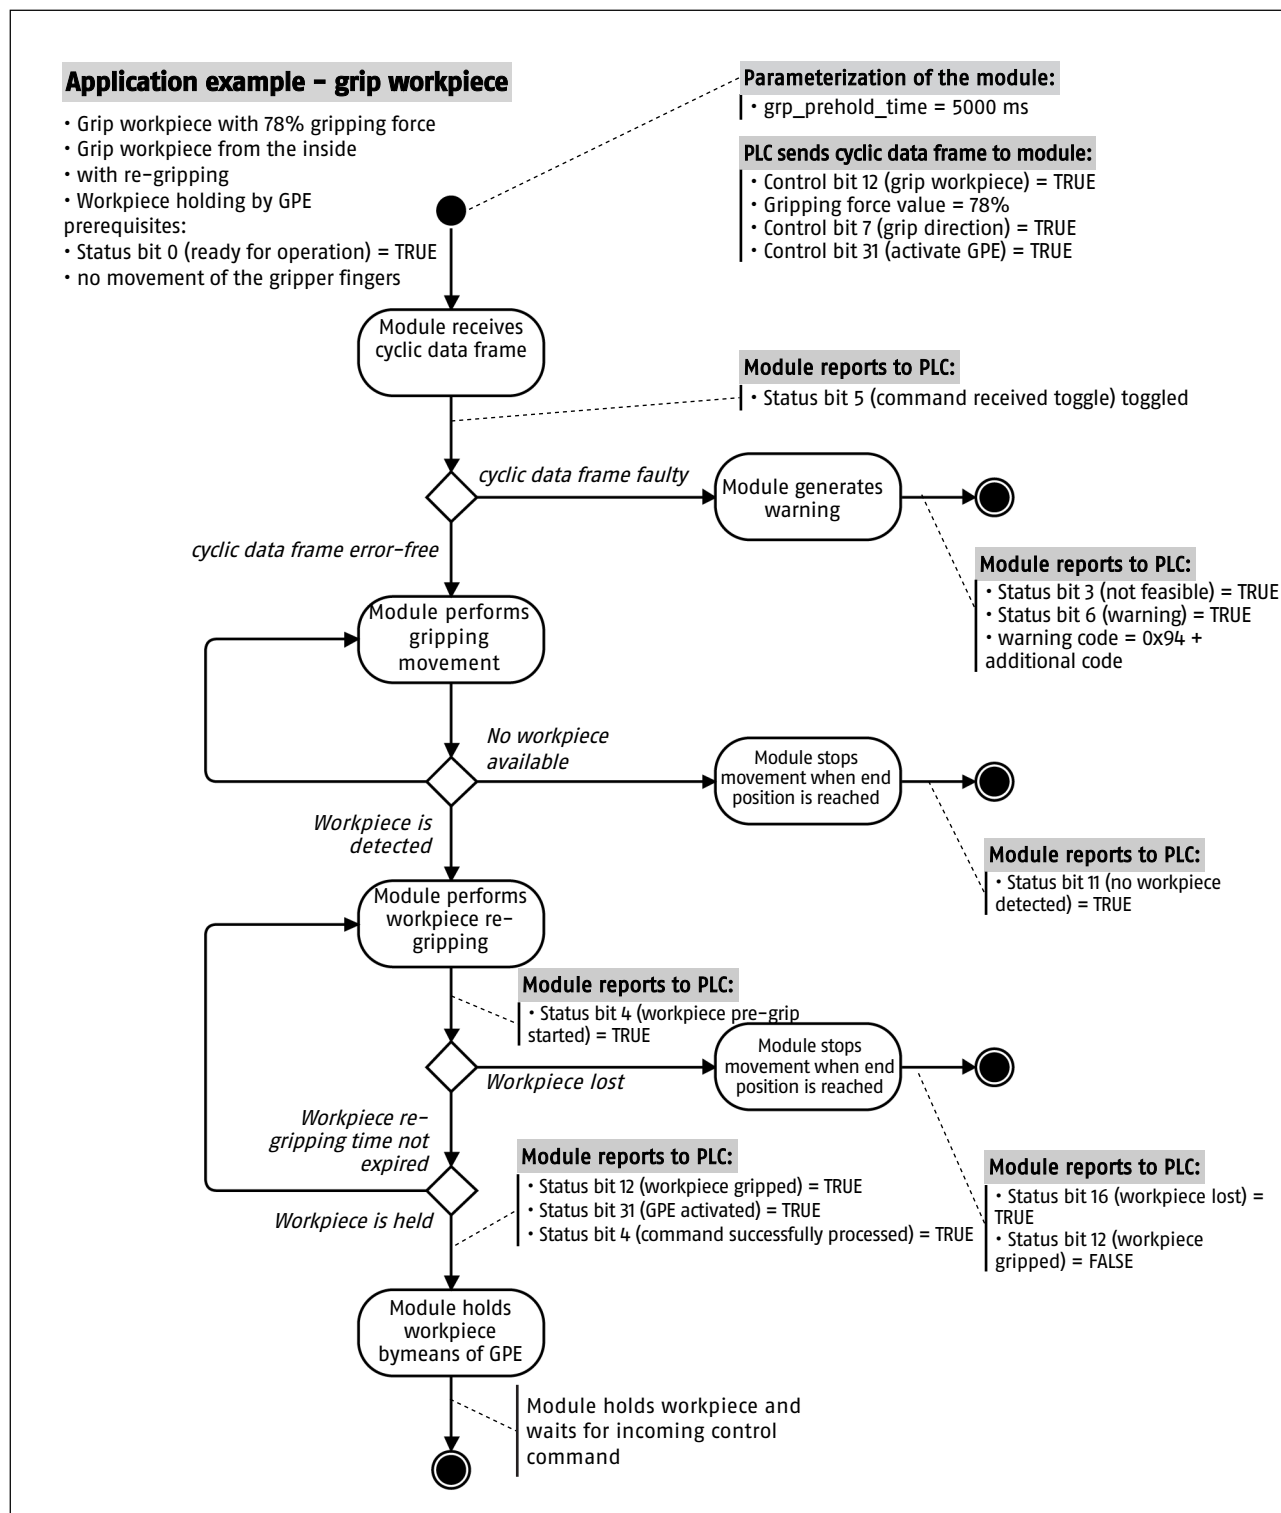 Application example – grip workpiece
• Grip workpiece with 78% gripping force
• Grip workpiece from the inside
• with re-gripping
• Workpiece holding by GPE
prerequisites:
• Status bit 0 (ready for operation) = TRUE
• no movement of the gripper fingers
Parameterization of the module:
• grp_prehold_time = 5000 ms
PLC sends cyclic data frame to module:
• Control bit 12 (grip workpiece) = TRUE
• Gripping force value = 78%
• Control bit 7 (grip direction) = TRUE
• Control bit 31 (activate GPE) = TRUE
Module receives
cyclic data frame
Module reports to PLC:
• Status bit 5 (command received toggle) toggled
cyclic data frame faulty
Module generates
warning
cyclic data frame error-free
Module reports to PLC:
• Status bit 3 (not feasible) = TRUE
• Status bit 6 (warning) = TRUE
• warning code = 0x94 +
additional code
Module performs
gripping
movement
No workpiece
available
Module stops
movement when end
position is reached
Workpiece is
detected
Module reports to PLC:
• Status bit 11 (no workpiece
detected) = TRUE
Module performs
workpiece re-
gripping
Module reports to PLC:
• Status bit 4 (workpiece pre-grip
started) = TRUE
Module stops
movement when end
position is reached
Workpiece lost
Workpiece re-
gripping time not
expired
Module reports to PLC:
• Status bit 12 (workpiece gripped) = TRUE
• Status bit 31 (GPE activated) = TRUE
• Status bit 4 (command successfully processed) = TRUE
Module reports to PLC:
• Status bit 16 (workpiece lost) =
TRUE
• Status bit 12 (workpiece
gripped) = FALSE
Workpiece is held
Module holds
workpiece
bymeans of GPE
Module holds workpiece and
waits for incoming control
command